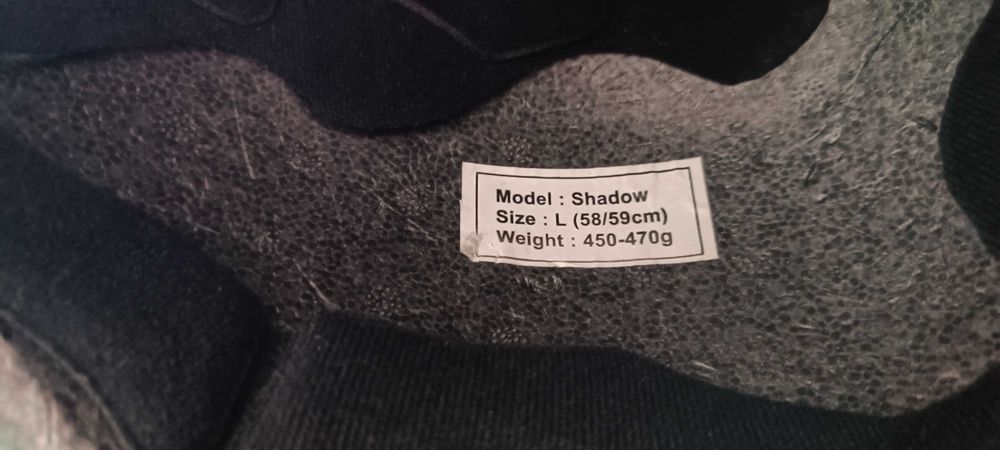 Model : Shadow
Size : L (58/59cm)
Weight : 450-470g